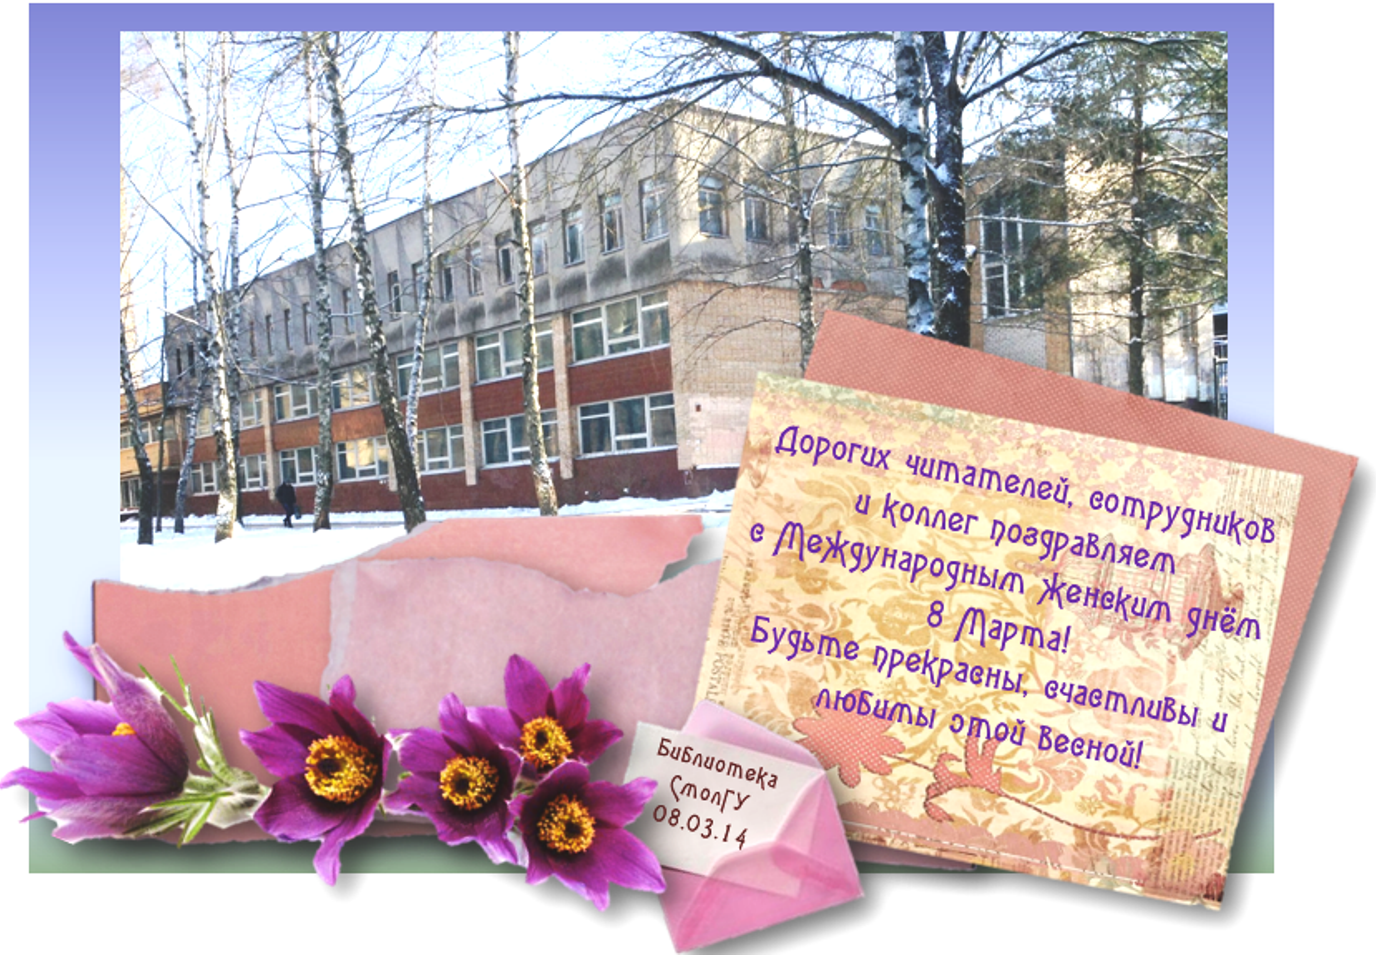 Дорогих читателей, сотрудников
и коллег поздравляем
с Международным женским днём
8 Марта!
Будьте прекрасны, счастливы и
любимы этой весной!
Библиотека
СмолГУ
08.03.14